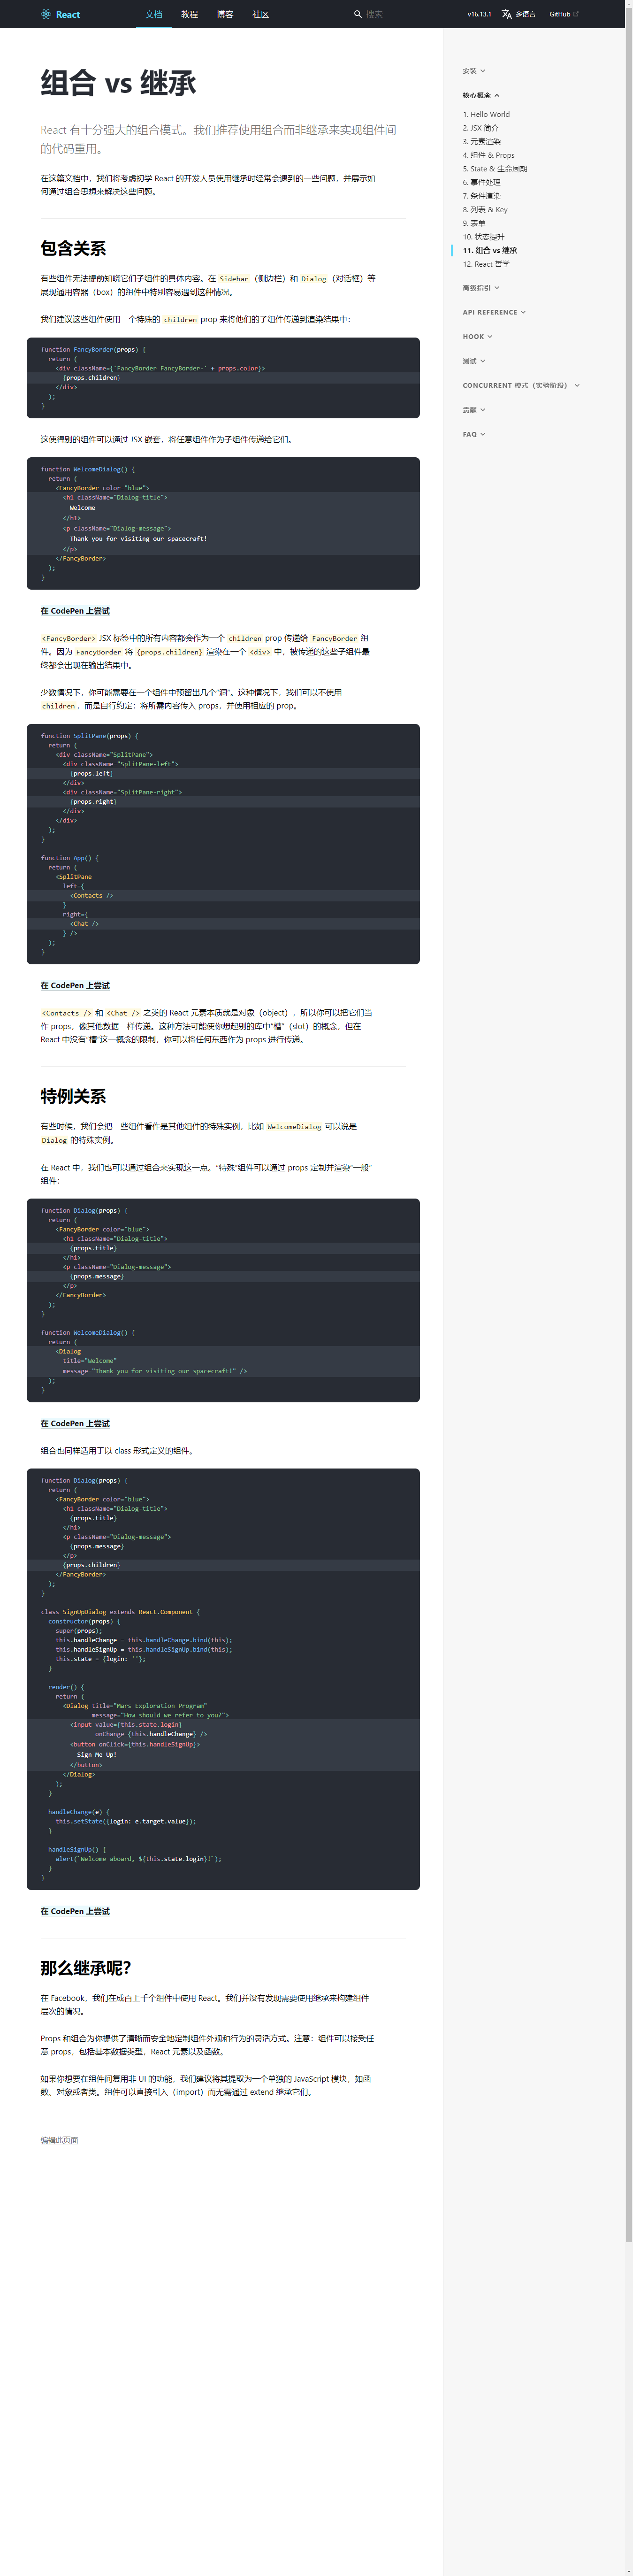 React
文档
教程
博客
社区
搜索
v16.13.1
多语言
GitHub
组合 vs 继承
React 有十分强大的组合模式。我们推荐使用组合而非继承来实现组件间
的代码重用。
在这篇文档中，我们将考虑初学 React 的开发人员使用继承时经常会遇到的一些问题，并展示如
何通过组合思想来解决这些问题。
包含关系
有些组件无法提前知晓它们子组件的具体内容。在 Sidebar（侧边栏）和 Dialog（对话框）等
展现通用容器（box）的组件中特别容易遇到这种情况。
我们建议这些组件使用一个特殊的 children prop 来将他们的子组件传递到渲染结果中：
function FancyBorder(props) {
  return (
    <div className={'FancyBorder FancyBorder-' + props.color}>
      {props.children}
    </div>
  );
}
这使得别的组件可以通过 JSX 嵌套，将任意组件作为子组件传递给它们。
function WelcomeDialog() {
  return (
    <FancyBorder color="blue">
      <h1 className="Dialog-title">
        Welcome
      </h1>
      <p className="Dialog-message">
        Thank you for visiting our spacecraft!
      </p>
    </FancyBorder>
  );
}
在 CodePen 上尝试
<FancyBorder> JSX 标签中的所有内容都会作为一个 children prop 传递给 FancyBorder 组
件。因为 FancyBorder 将 {props.children} 渲染在一个 <div> 中，被传递的这些子组件最
终都会出现在输出结果中。
少数情况下，你可能需要在一个组件中预留出几个“洞”。这种情况下，我们可以不使用
children，而是自行约定：将所需内容传入 props，并使用相应的 prop。
function SplitPane(props) {
  return (
    <div className="SplitPane">
      <div className="SplitPane-left">
        {props.left}
      </div>
      <div className="SplitPane-right">
        {props.right}
      </div>
    </div>
  );
}
function App() {
  return (
    <SplitPane
      left={
        <Contacts />
      }
      right={
        <Chat />
      } />
  );
}
在 CodePen 上尝试
<Contacts /> 和 <Chat /> 之类的 React 元素本质就是对象（object），所以你可以把它们当
作 props，像其他数据一样传递。这种方法可能使你想起别的库中“槽”（slot）的概念，但在
React 中没有“槽”这一概念的限制，你可以将任何东西作为 props 进行传递。
特例关系
有些时候，我们会把一些组件看作是其他组件的特殊实例，比如 WelcomeDialog 可以说是
Dialog 的特殊实例。
在 React 中，我们也可以通过组合来实现这一点。“特殊”组件可以通过 props 定制并渲染“一般”
组件：
function Dialog(props) {
  return (
    <FancyBorder color="blue">
      <h1 className="Dialog-title">
        {props.title}
      </h1>
      <p className="Dialog-message">
        {props.message}
      </p>
    </FancyBorder>
  );
}
function WelcomeDialog() {
  return (
    <Dialog
      title="Welcome"
      message="Thank you for visiting our spacecraft!" />
  );
}
在 CodePen 上尝试
组合也同样适用于以 class 形式定义的组件。
function Dialog(props) {
  return (
    <FancyBorder color="blue">
      <h1 className="Dialog-title">
        {props.title}
      </h1>
      <p className="Dialog-message">
        {props.message}
      </p>
      {props.children}
    </FancyBorder>
  );
}
class SignUpDialog extends React.Component {
  constructor(props) {
    super(props);
    this.handleChange = this.handleChange.bind(this);
    this.handleSignUp = this.handleSignUp.bind(this);
    this.state = {login: ''};
  }
  render() {
    return (
      <Dialog title="Mars Exploration Program"
              message="How should we refer to you?">
        <input value={this.state.login}
               onChange={this.handleChange} />
        <button onClick={this.handleSignUp}>
          Sign Me Up!
        </button>
      </Dialog>
    );
  }
  handleChange(e) {
    this.setState({login: e.target.value});
  }
  handleSignUp() {
    alert(`Welcome aboard, ${this.state.login}!`);
  }
}
在 CodePen 上尝试
那么继承呢？
在 Facebook，我们在成百上千个组件中使用 React。我们并没有发现需要使用继承来构建组件
层次的情况。
Props 和组合为你提供了清晰而安全地定制组件外观和行为的灵活方式。注意：组件可以接受任
意 props，包括基本数据类型，React 元素以及函数。
如果你想要在组件间复用非 UI 的功能，我们建议将其提取为一个单独的 JavaScript 模块，如函
数、对象或者类。组件可以直接引入（import）而无需通过 extend 继承它们。
编辑此页面
安装
核心概念
1. Hello World
2. JSX 简介
3. 元素渲染
4. 组件 & Props
5. State & 生命周期
6. 事件处理
7. 条件渲染
8. 列表 & Key
9. 表单
10. 状态提升
11. 组合 vs 继承
12. React 哲学
高级指引
API REFERENCE
HOOK
测试
CONCURRENT 模式（实验阶段）
贡献
FAQ